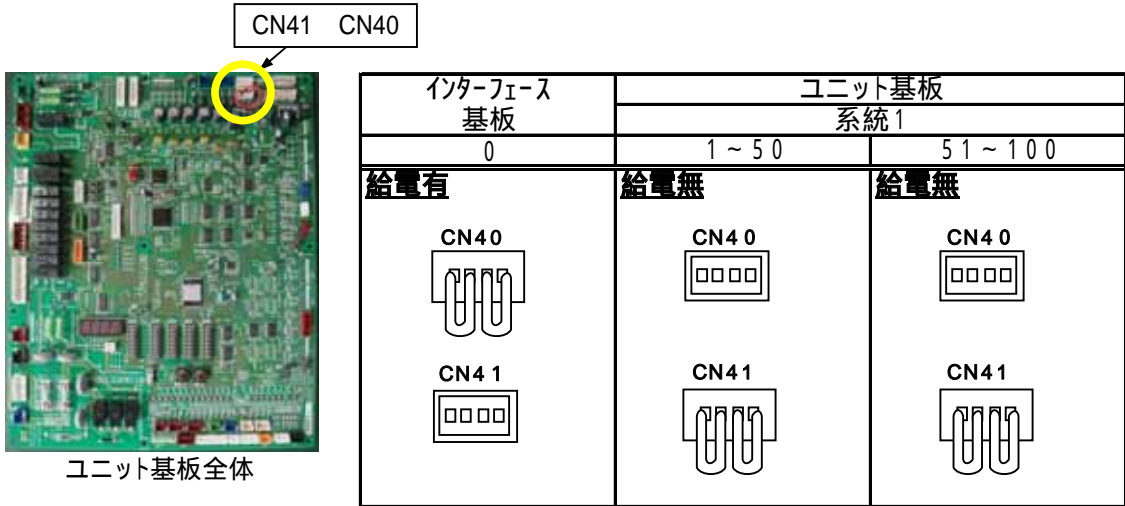 CN41 CN40
インターフェース
基板
ユニット基板
系統1
0
1~50
51~100
給電有
給電無
給電無
CN40
CN40
CN40
CN41
CN41
CN41
ユニット基板全体